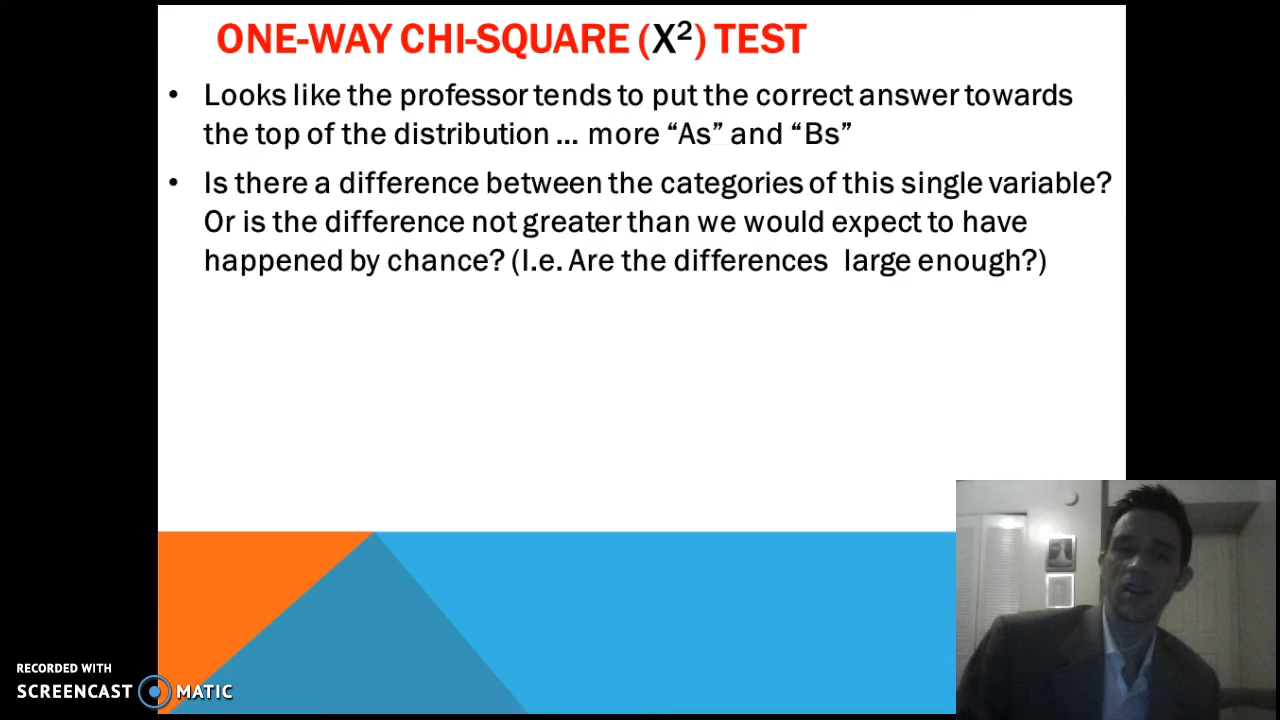 ONE-WAY CHI-SQUARE (X²) TEST
• Looks like the professor tends to put the correct answer towards
the top of the distribution … more “As” and “Bs”
• Is there a difference between the categories of this single variable?
Or is the difference not greater than we would expect to have
happened by chance? (I.e. Are the differences large enough?)
RECORDED WITH
SCREENCAST MATIC